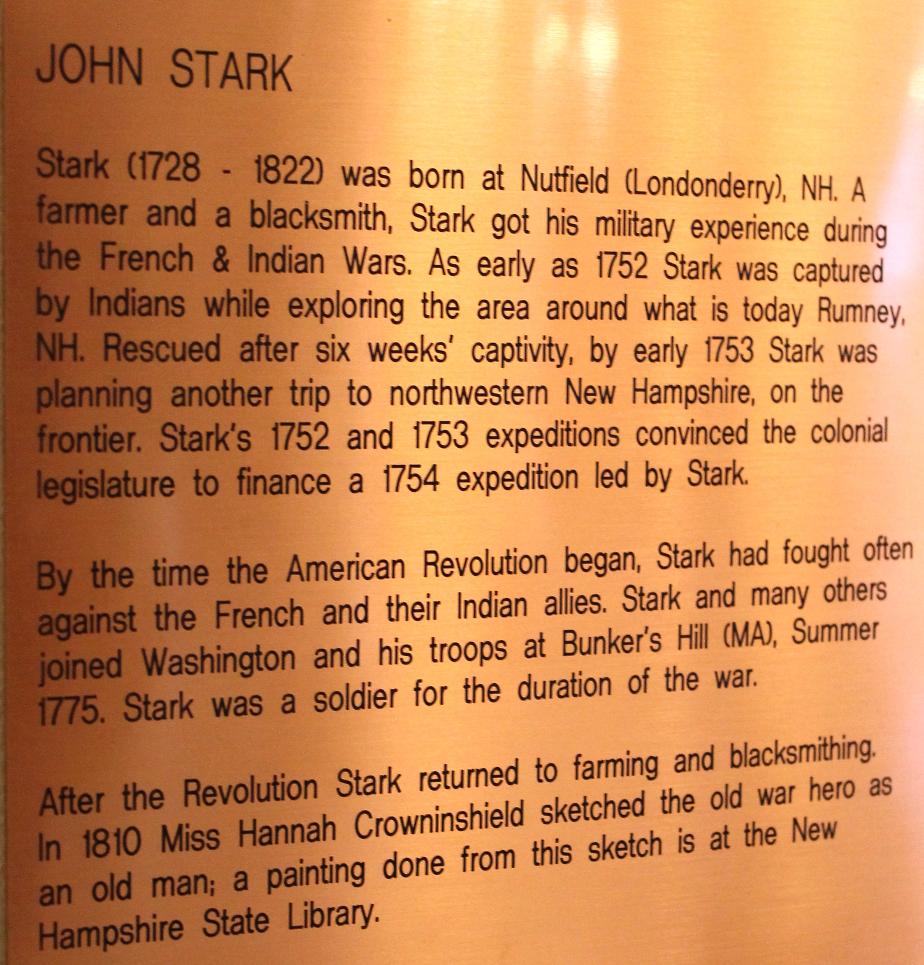 JOHN STARK
Stark (1728 - 1822) was born at Nutfield (Londonderry), NH. A
farmer and a blacksmith, Stark got his military experience during
the French & Indian Wars. As early as 1752 Stark was captured
by Indians while exploring the area around what is today Rumney,
NH. Rescued after six weeks' captivity, by early 1753 Stark was
planning another trip to northwestern New Hampshire, on the
frontier. Stark's 1752 and 1753 expeditions convinced the colonial
legislature to finance a 1754 expedition led by Stark.
By the time the American Revolution began, Stark had fought often
against the French and their Indian allies. Stark and many others
joined Washington and his troops at Bunker's Hill (MA), Summer
1775. Stark was a soldier for the duration of the war.
After the Revolution Stark returned to farming and blacksmithing.
In 1810 Miss Hannah Crowninshield sketched the old war hero as
an old man; a painting done from this sketch is at the New
Hampshire State Library.